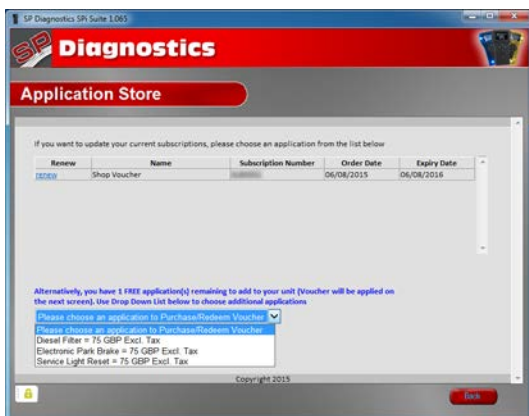 SP Diagnostics SPi Suite 1.065
SP Diagnostics
Application Store
If you want to update your current subscriptions, please choose an application from the list below
Renew Name Subscription Number Order Date Expiry Date
renew Shop Voucher 06/08/2015 06/08/2016
Alternatively, you have 1 FREE application(s) remaining to add to your unit (Voucher will be applied on
the next screen). Use Drop Down List below to choose additional applications
Please choose an application to Purchase/Redeem Voucher
Please choose an application to Purchase/Redeem Voucher
Diesel Filter = 75 GBP Excl. Tax
Electronic Park Brake = 75 GBP Excl. Tax
Service Light Reset = 75 GBP Excl. Tax
Copyright 2015
Back